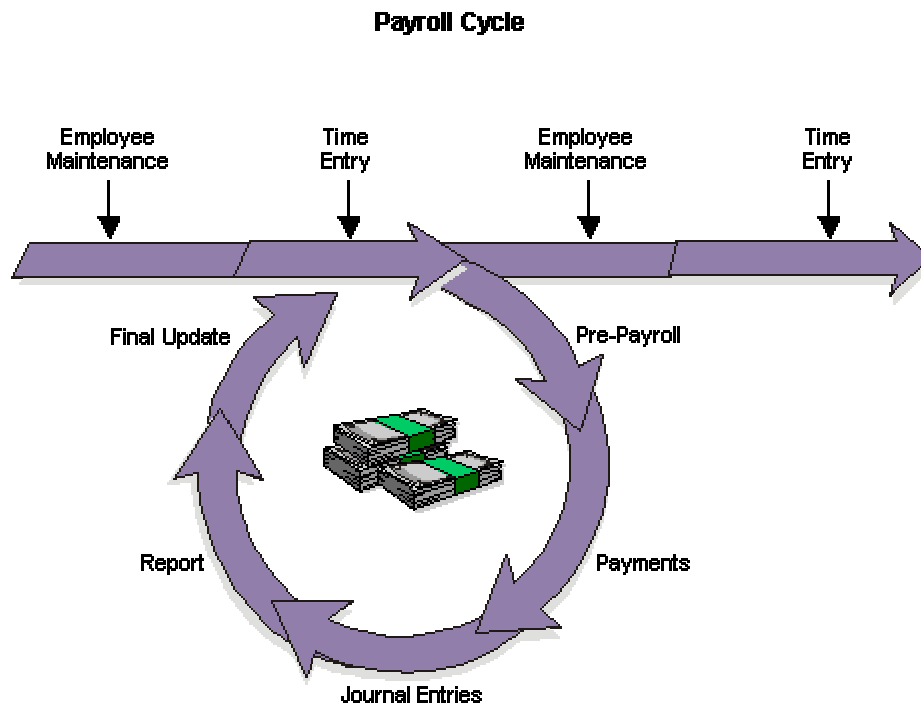 Payroll Cycle
Employee
Maintenance
Time
Entry
Employee
Maintenance
Time
Entry
Final Update
Pre-Payroll
Report
Payments
Journal Entries